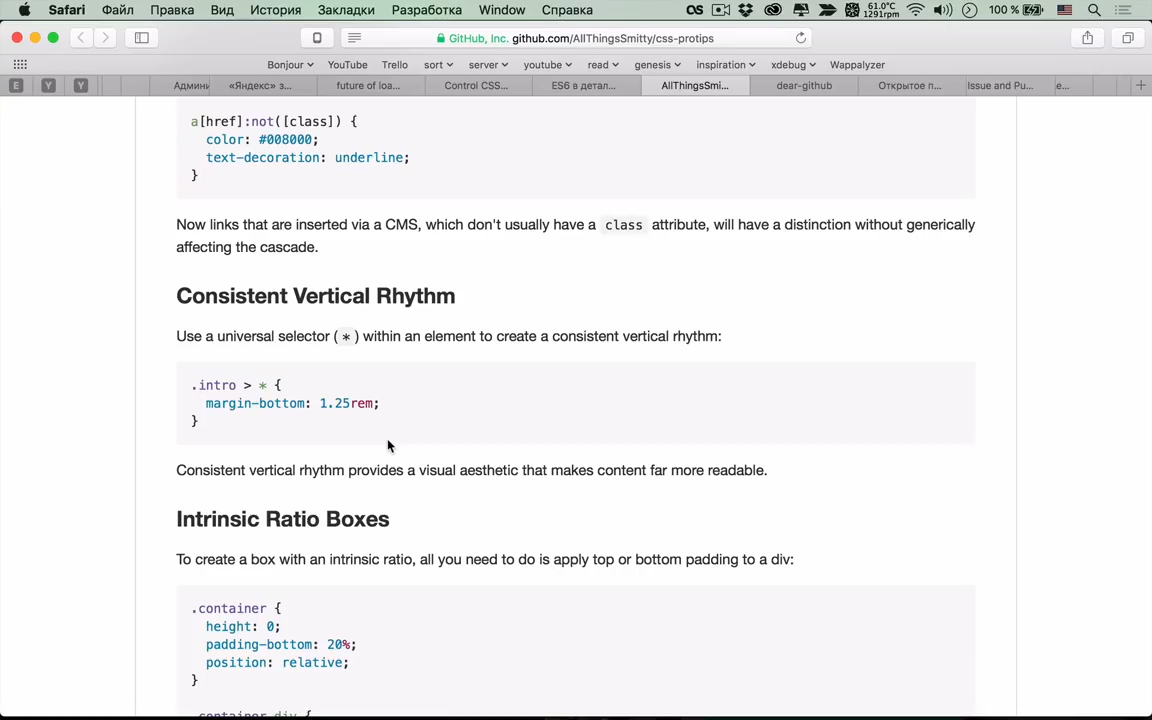 Safari Файл Правка Вид История Закладки Разработка Window Справка 61.0°C 1291rpm 100 %
GitHub, Inc. github.com/AllThingsSmitty/css-protips
Bonjour YouTube Trello sort server youtube read genesis inspiration xdebug Wappalyzer
E Y Y Админи «Яндекс» з... future of loa... Control CSS... ES6 в детал... AllThingsSmi... dear-github Открытое п... Issue and Pu... е...
a[href]:not([class]) {
color: #008000;
text-decoration: underline;
}
Now links that are inserted via a CMS, which don't usually have a class attribute, will have a distinction without generically
affecting the cascade.
Consistent Vertical Rhythm
Use a universal selector ( * ) within an element to create a consistent vertical rhythm:
.intro > * {
margin-bottom: 1.25rem;
}
Consistent vertical rhythm provides a visual aesthetic that makes content far more readable.
Intrinsic Ratio Boxes
To create a box with an intrinsic ratio, all you need to do is apply top or bottom padding to a div:
.container {
height: 0;
padding-bottom: 20%;
position: relative;
}
.container div {